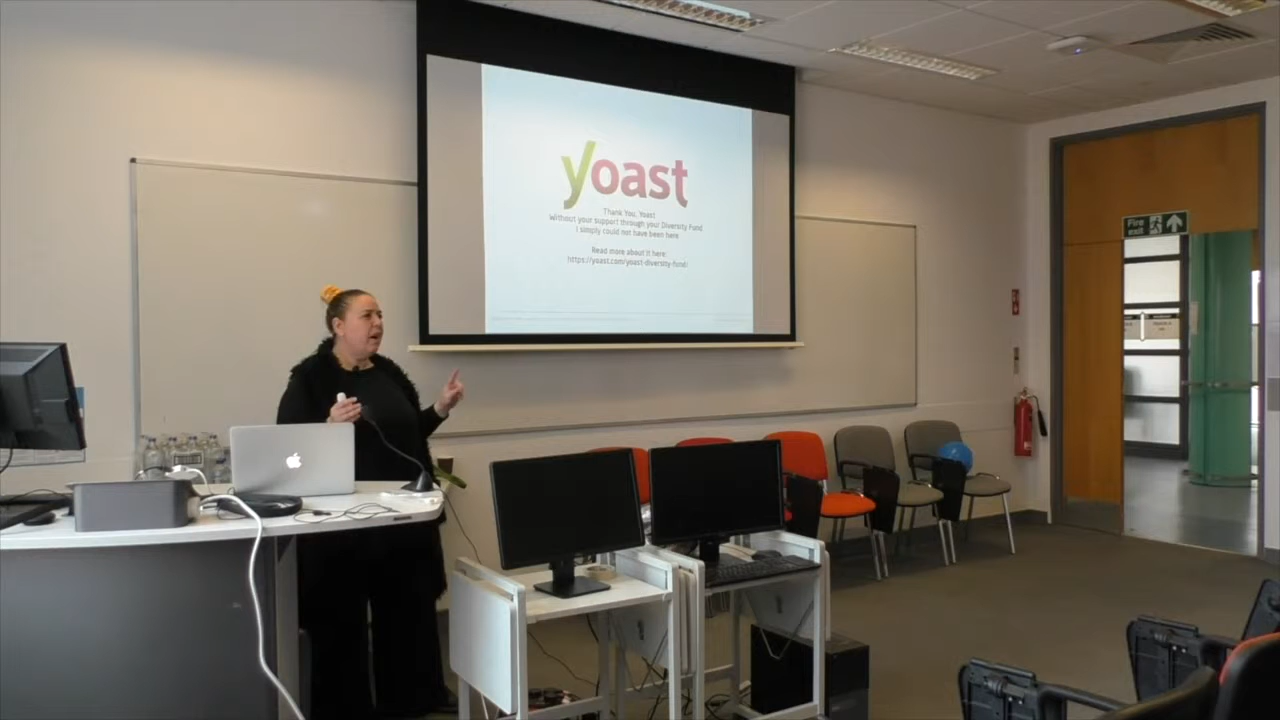 yoast
Thank You, Yoast
Without your support through your Diversity Fund
I simply could not have been here
Read more about it here:
https://yoast.com/yoast-diversity-fund/
Fire
exit